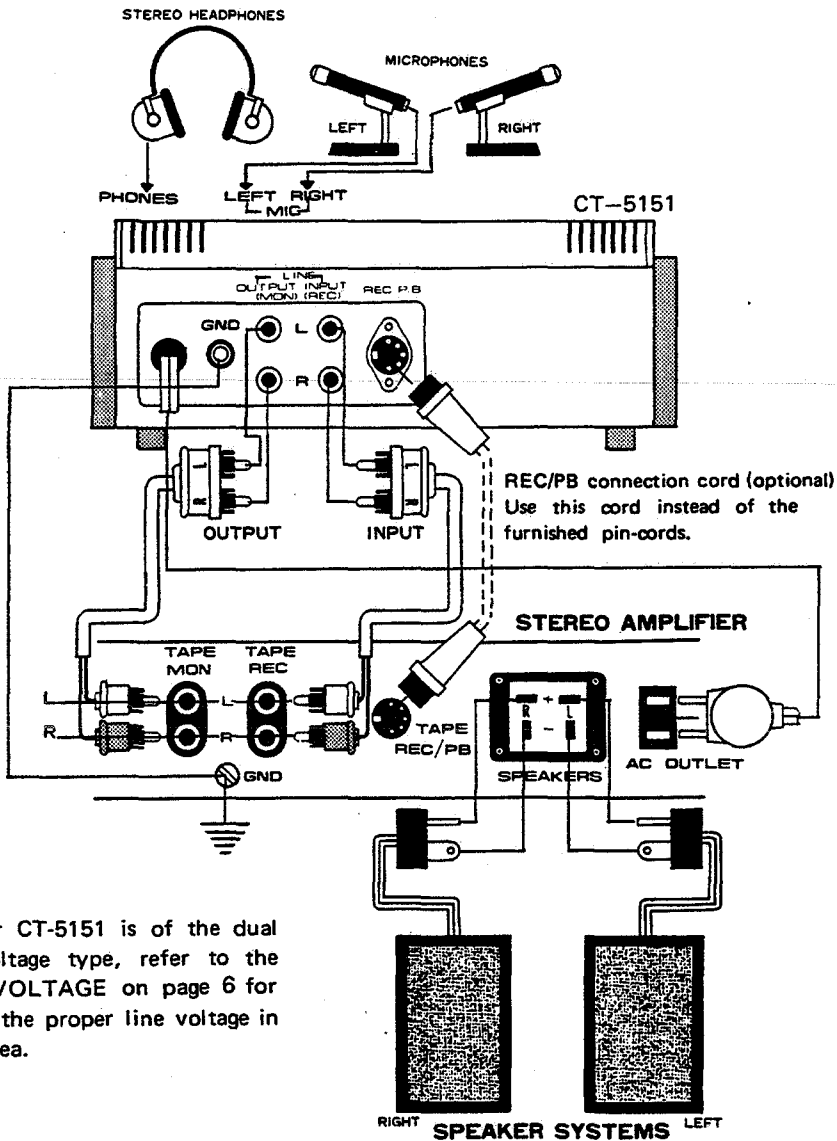 STEREO HEADPHONES
MICROPHONES
LEFT
RIGHT
PHONES
LEFT RIGHT
MIC
CT-5151
LINE
OUTPUT INPUT
(MON) (REC)
REC P.B
GND
L
R
L
R
L
R
OUTPUT
INPUT
REC/PB connection cord (optional)
Use this cord instead of the
furnished pin-cords.
STEREO AMPLIFIER
TAPE
MON
TAPE
REC
L
L
R
R
TAPE
REC/PB
+
R L
-
SPEAKERS
AC OUTLET
GND
CT-5151 is of the dual
ltage type, refer to the
VOLTAGE on page 6 for
the proper line voltage in
ea.
RIGHT
SPEAKER SYSTEMS
LEFT